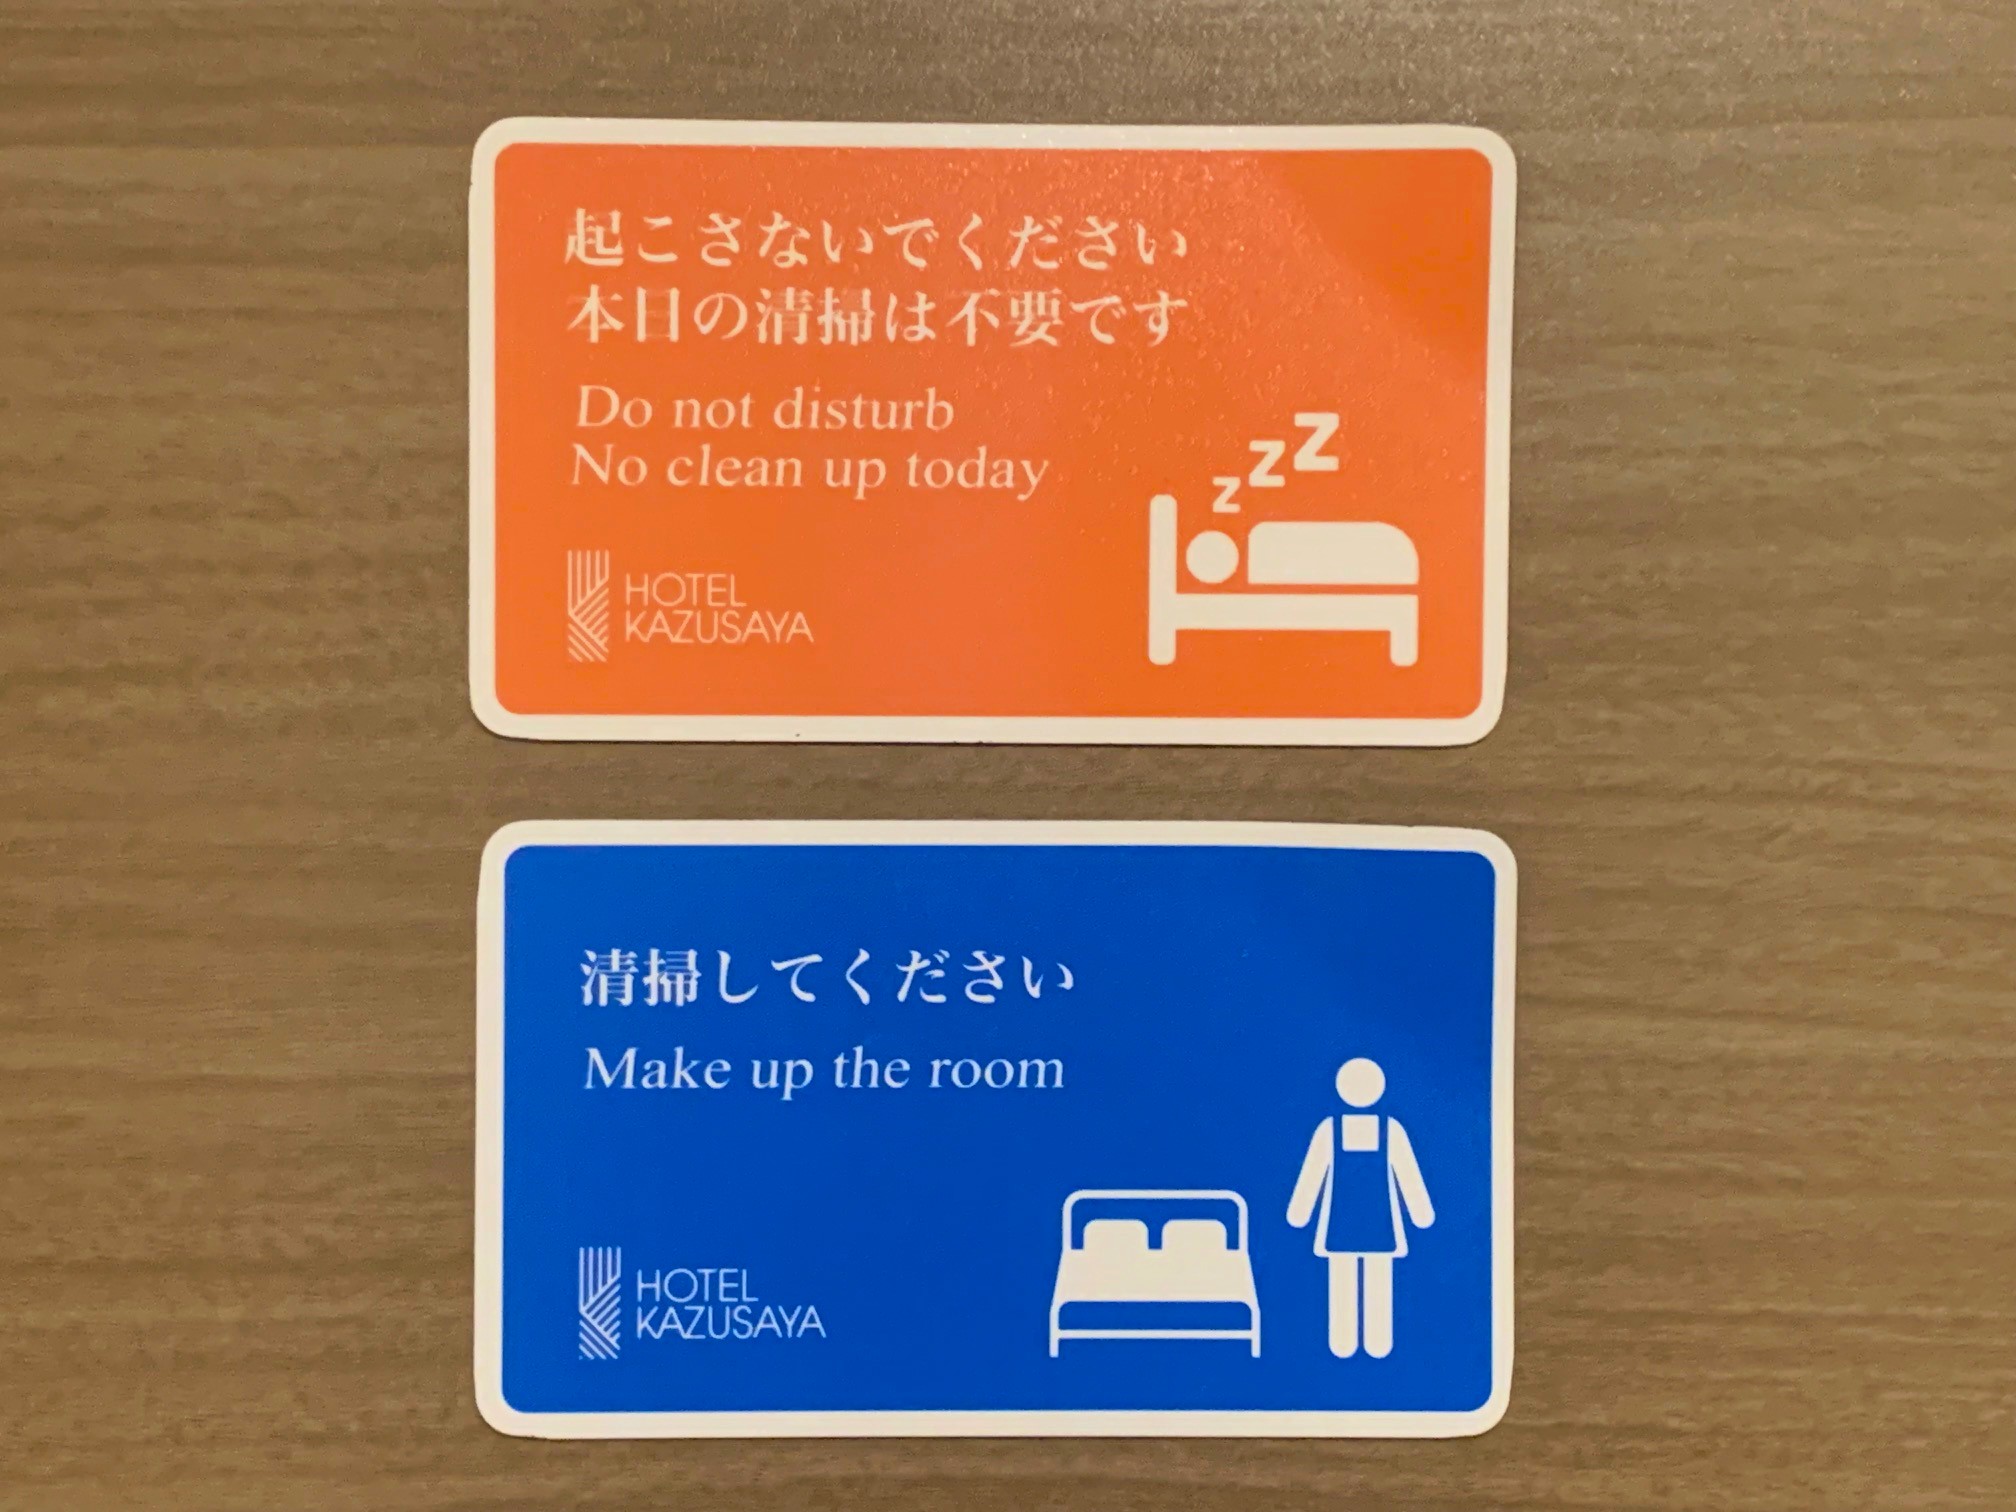 起こさないでください
本日の清掃は不要です
Do not disturb
No clean up today
zzZ
HOTEL
KAZUSAYA
清掃してください
Make up the room
HOTEL
KAZUSAYA